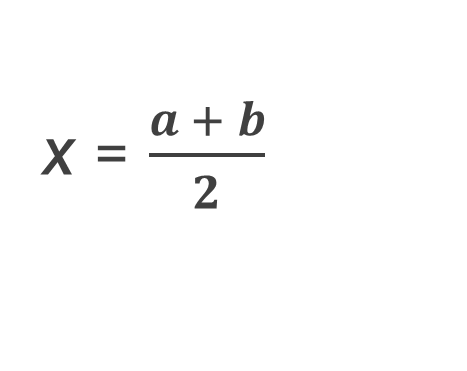 x = a + b
2